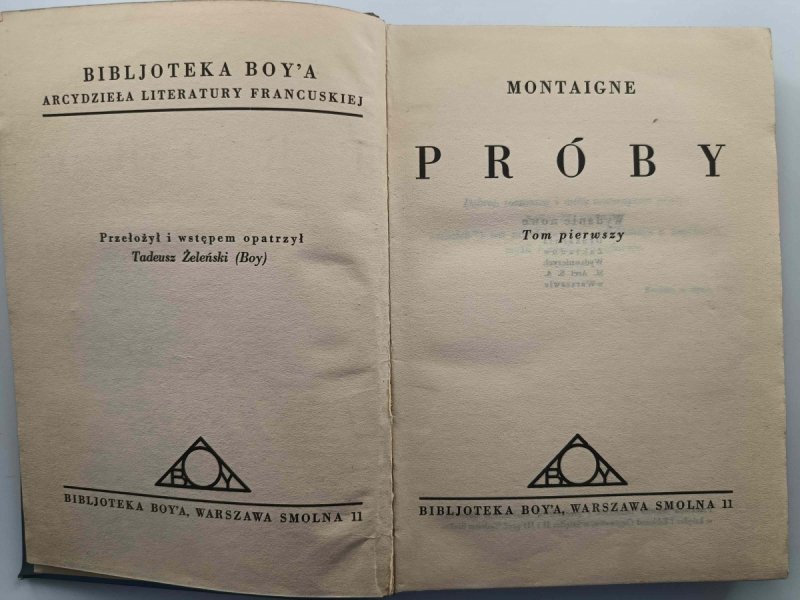 BIBLJOTEKA BOY'A
ARCYDZIEŁA LITERATURY FRANCUSKIEJ
Przełożył i wstępem opatrzył
Tadeusz Żeleński (Boy)
BOY
BIBLJOTEKA BOY'A, WARSZAWA SMOLNA 11
MONTAIGNE
PRÓBY
Tom pierwszy
BOY
BIBLJOTEKA BOY'A, WARSZAWA SMOLNA 11